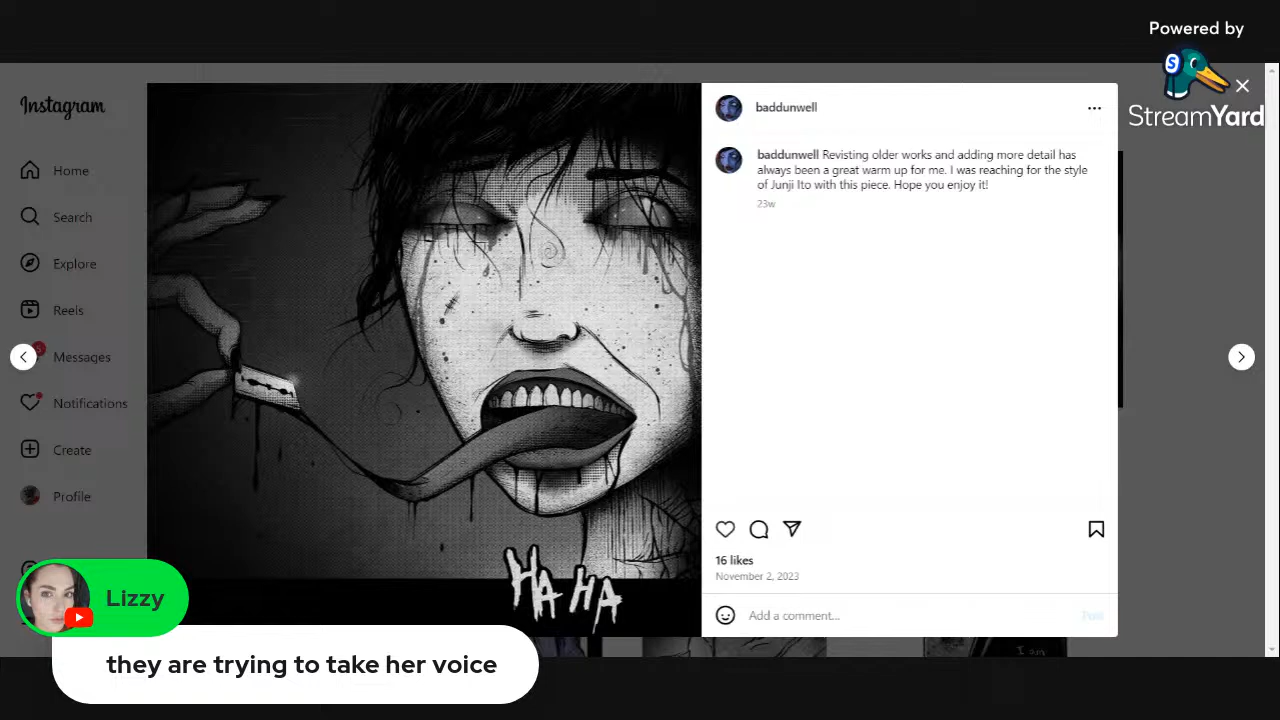 Powered by
StreamYard
Instagram
Home
Search
Explore
Reels
Messages
Notifications
Create
Profile
baddunwell
baddunwell Revisting older works and adding more detail has
always been a great warm up for me. I was reaching for the style
of Junji Ito with this piece. Hope you enjoy it!
23w
HA HA
16 likes
November 2, 2023
Add a comment...
Post
Lizzy
they are trying to take her voice